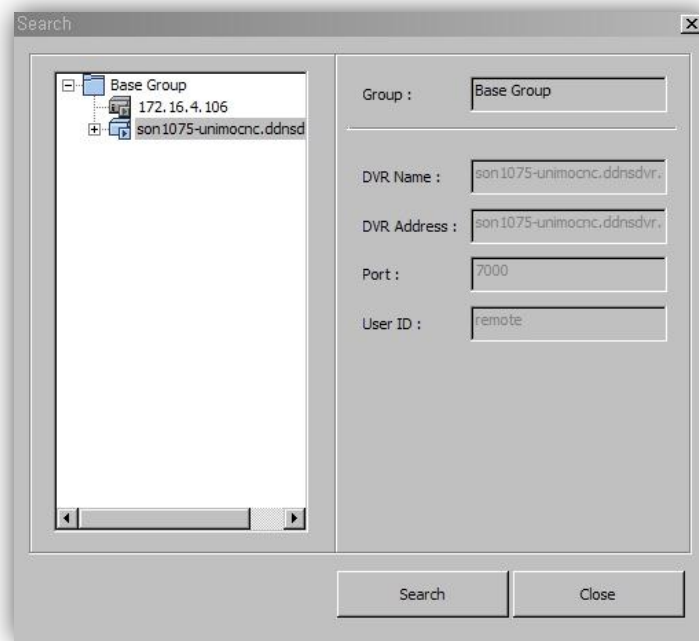 Search
Base Group
172.16.4.106
son1075-unimocnc.ddnsd
Group :
Base Group
DVR Name :
son1075-unimocnc.ddnsdvr.
DVR Address :
son1075-unimocnc.ddnsdvr.
Port :
7000
User ID :
remote
Search
Close